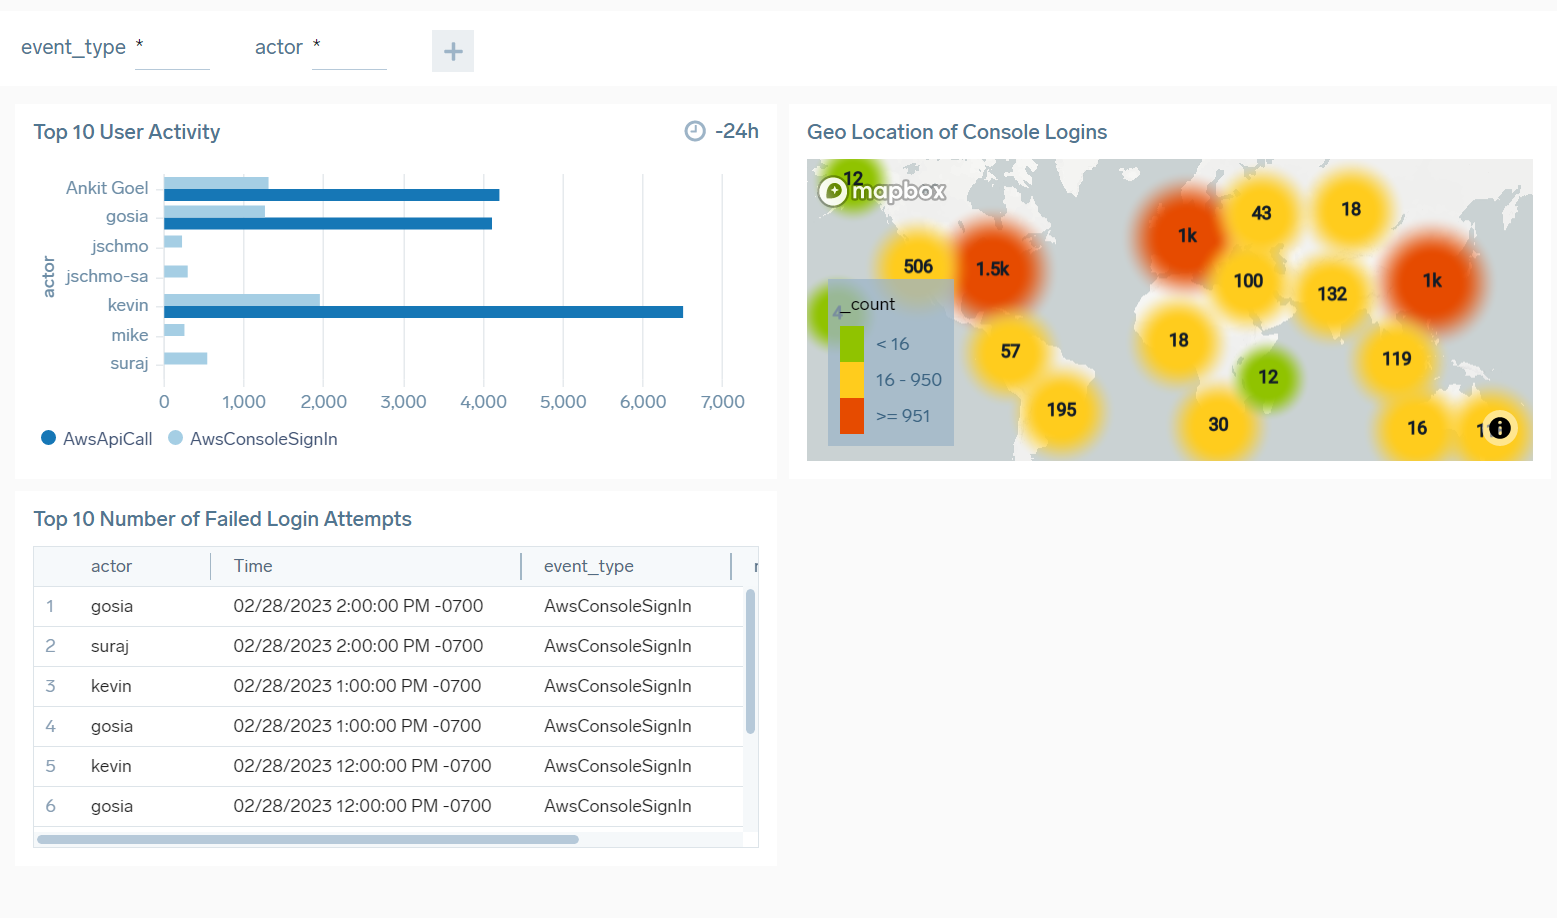 event_type * actor *
Top 10 User Activity
-24h
actor
Ankit Goel
gosia
jschmo
jschmo-sa
kevin
mike
suraj
0 1,000 2,000 3,000 4,000 5,000 6,000 7,000
AwsApiCall AwsConsoleSignIn
Geo Location of Console Logins
12
mapbox
43
18
1k
506
1.5k
100
132
1k
4
_count
< 16
16 - 950
>= 951
57
18
119
12
195
30
16
Top 10 Number of Failed Login Attempts
actor Time event_type
1 gosia 02/28/2023 2:00:00 PM -0700 AwsConsoleSignIn
2 suraj 02/28/2023 2:00:00 PM -0700 AwsConsoleSignIn
3 kevin 02/28/2023 1:00:00 PM -0700 AwsConsoleSignIn
4 gosia 02/28/2023 1:00:00 PM -0700 AwsConsoleSignIn
5 kevin 02/28/2023 12:00:00 PM -0700 AwsConsoleSignIn
6 gosia 02/28/2023 12:00:00 PM -0700 AwsConsoleSignIn